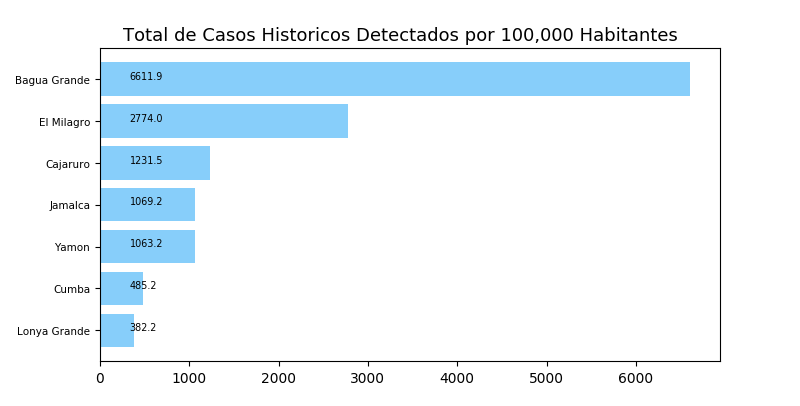 Total de Casos Historicos Detectados por 100,000 Habitantes
Bagua Grande 6611.9
El Milagro 2774.0
Cajaruro 1231.5
Jamalca 1069.2
Yamon 1063.2
Cumba 485.2
Lonya Grande 382.2
0 1000 2000 3000 4000 5000 6000